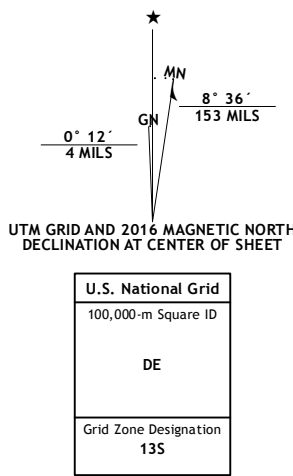 ★
MN
GN
8° 36´
153 MILS
0° 12´
4 MILS
UTM GRID AND 2016 MAGNETIC NORTH
DECLINATION AT CENTER OF SHEET
U.S. National Grid
100,000-m Square ID
DE
Grid Zone Designation
13S